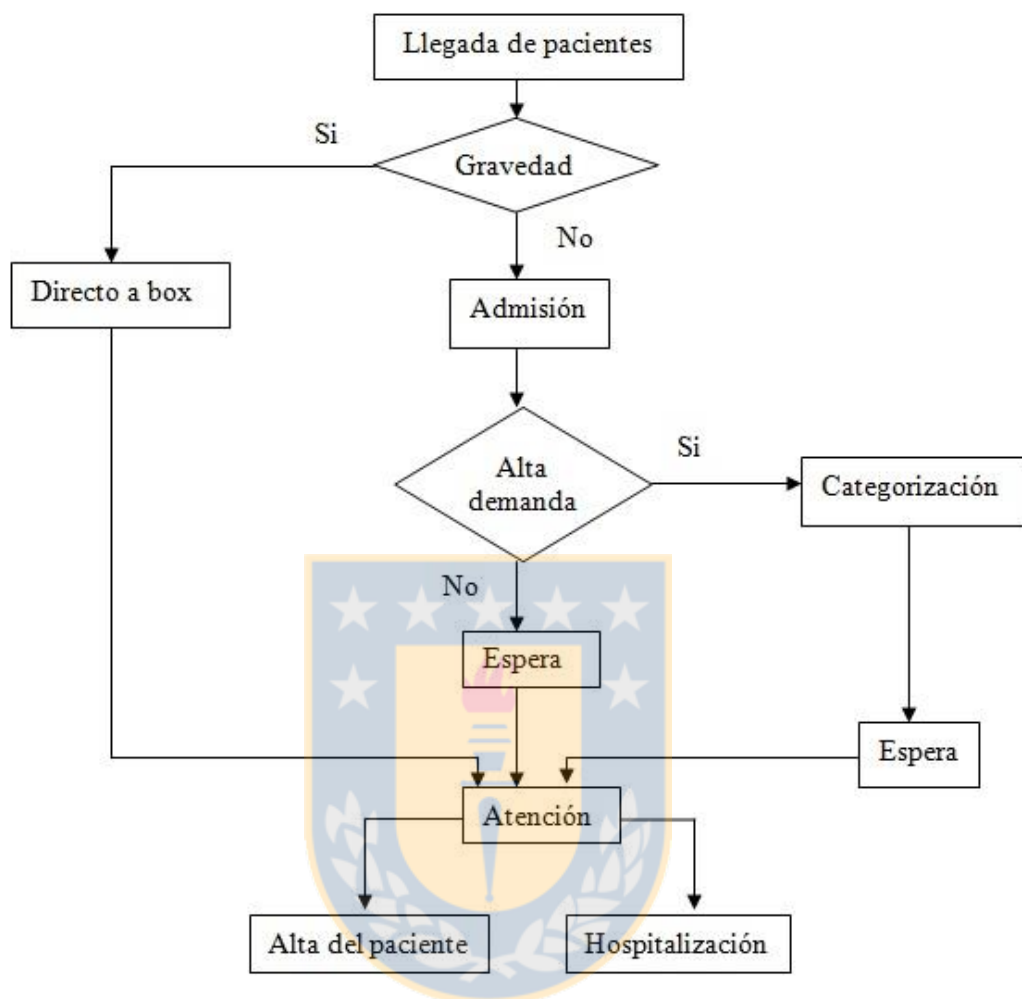 Llegada de pacientes
Si
Gravedad
No
Directo a box
Admisión
Si
Alta
demanda
Categorización
No
Espera
Espera
Atención
Alta del paciente
Hospitalización